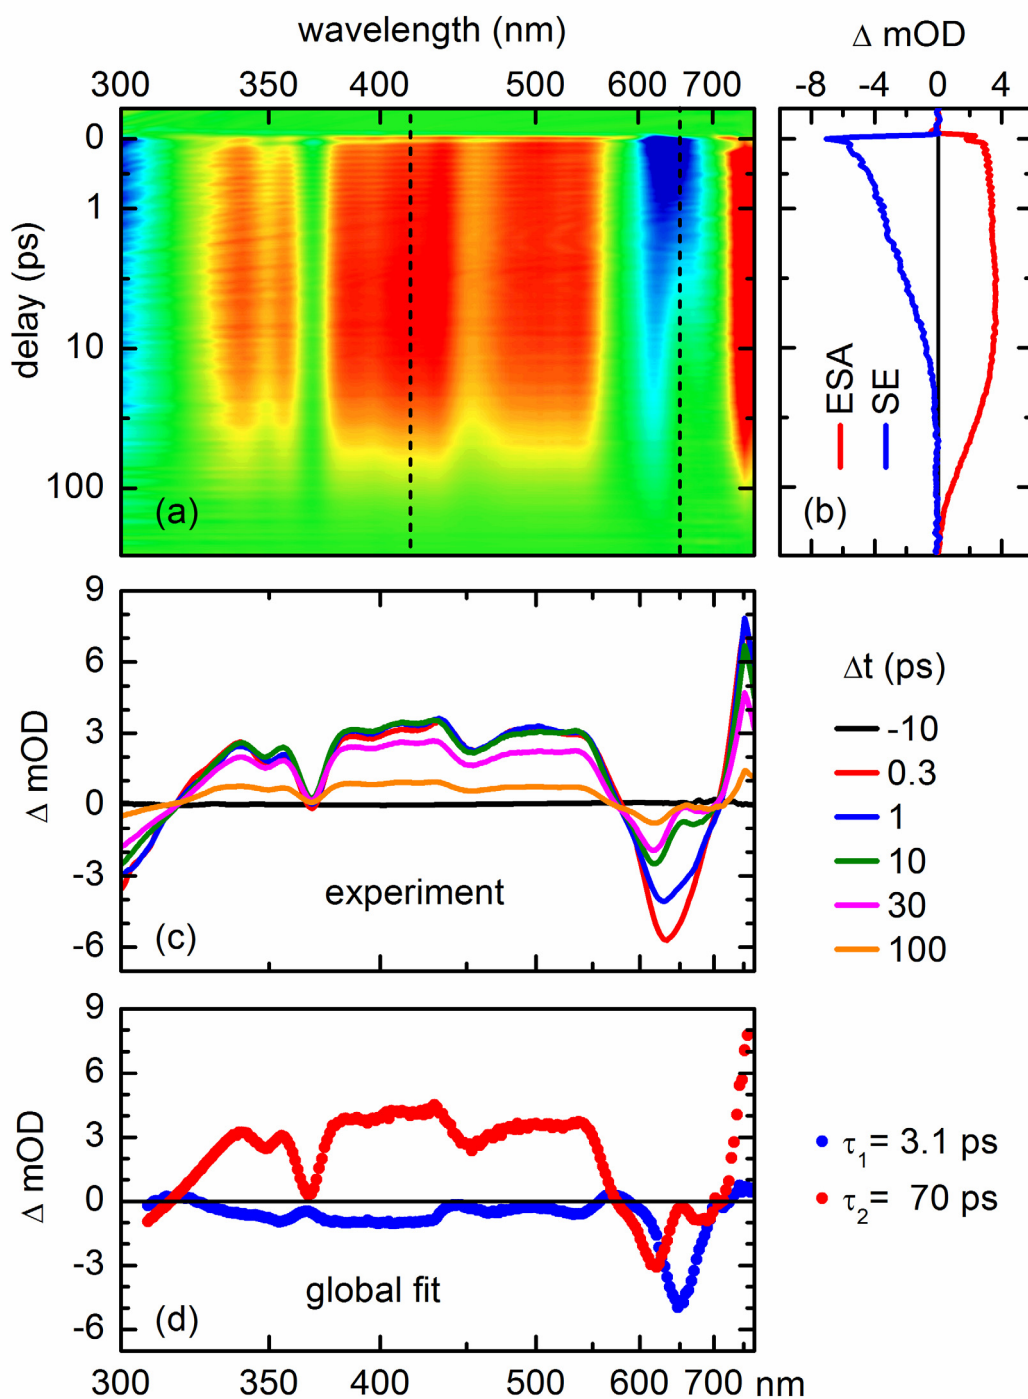 wavelength (nm)
Δ mOD
300 350 400 500 600 700
-8 -4 0 4
0
1
10
100
delay (ps)
(a)
ESA
SE
(b)
9
6
3
0
-3
-6
Δ mOD
experiment
(c)
Δt (ps)
-10
0.3
1
10
30
100
9
6
3
0
-3
-6
Δ mOD
global fit
(d)
τ₁= 3.1 ps
τ₂= 70 ps
300 350 400 500 600 700 nm